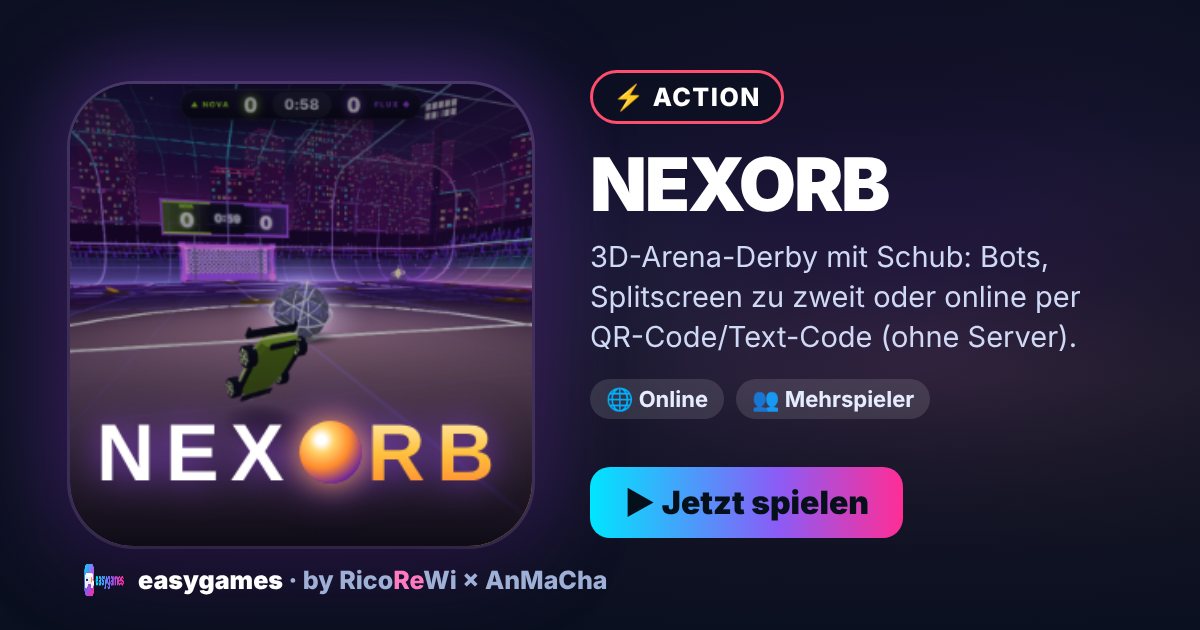 ▲ NOVA 0 0:58 0 FLUX ◆
0 0:59 0
NEXORB
⚡ ACTION
NEXORB
3D-Arena-Derby mit Schub: Bots,
Splitscreen zu zweit oder online per
QR-Code/Text-Code (ohne Server).
🌐 Online
👥 Mehrspieler
▶ Jetzt spielen
easygames
easygames · by RicoReWi × AnMaCha